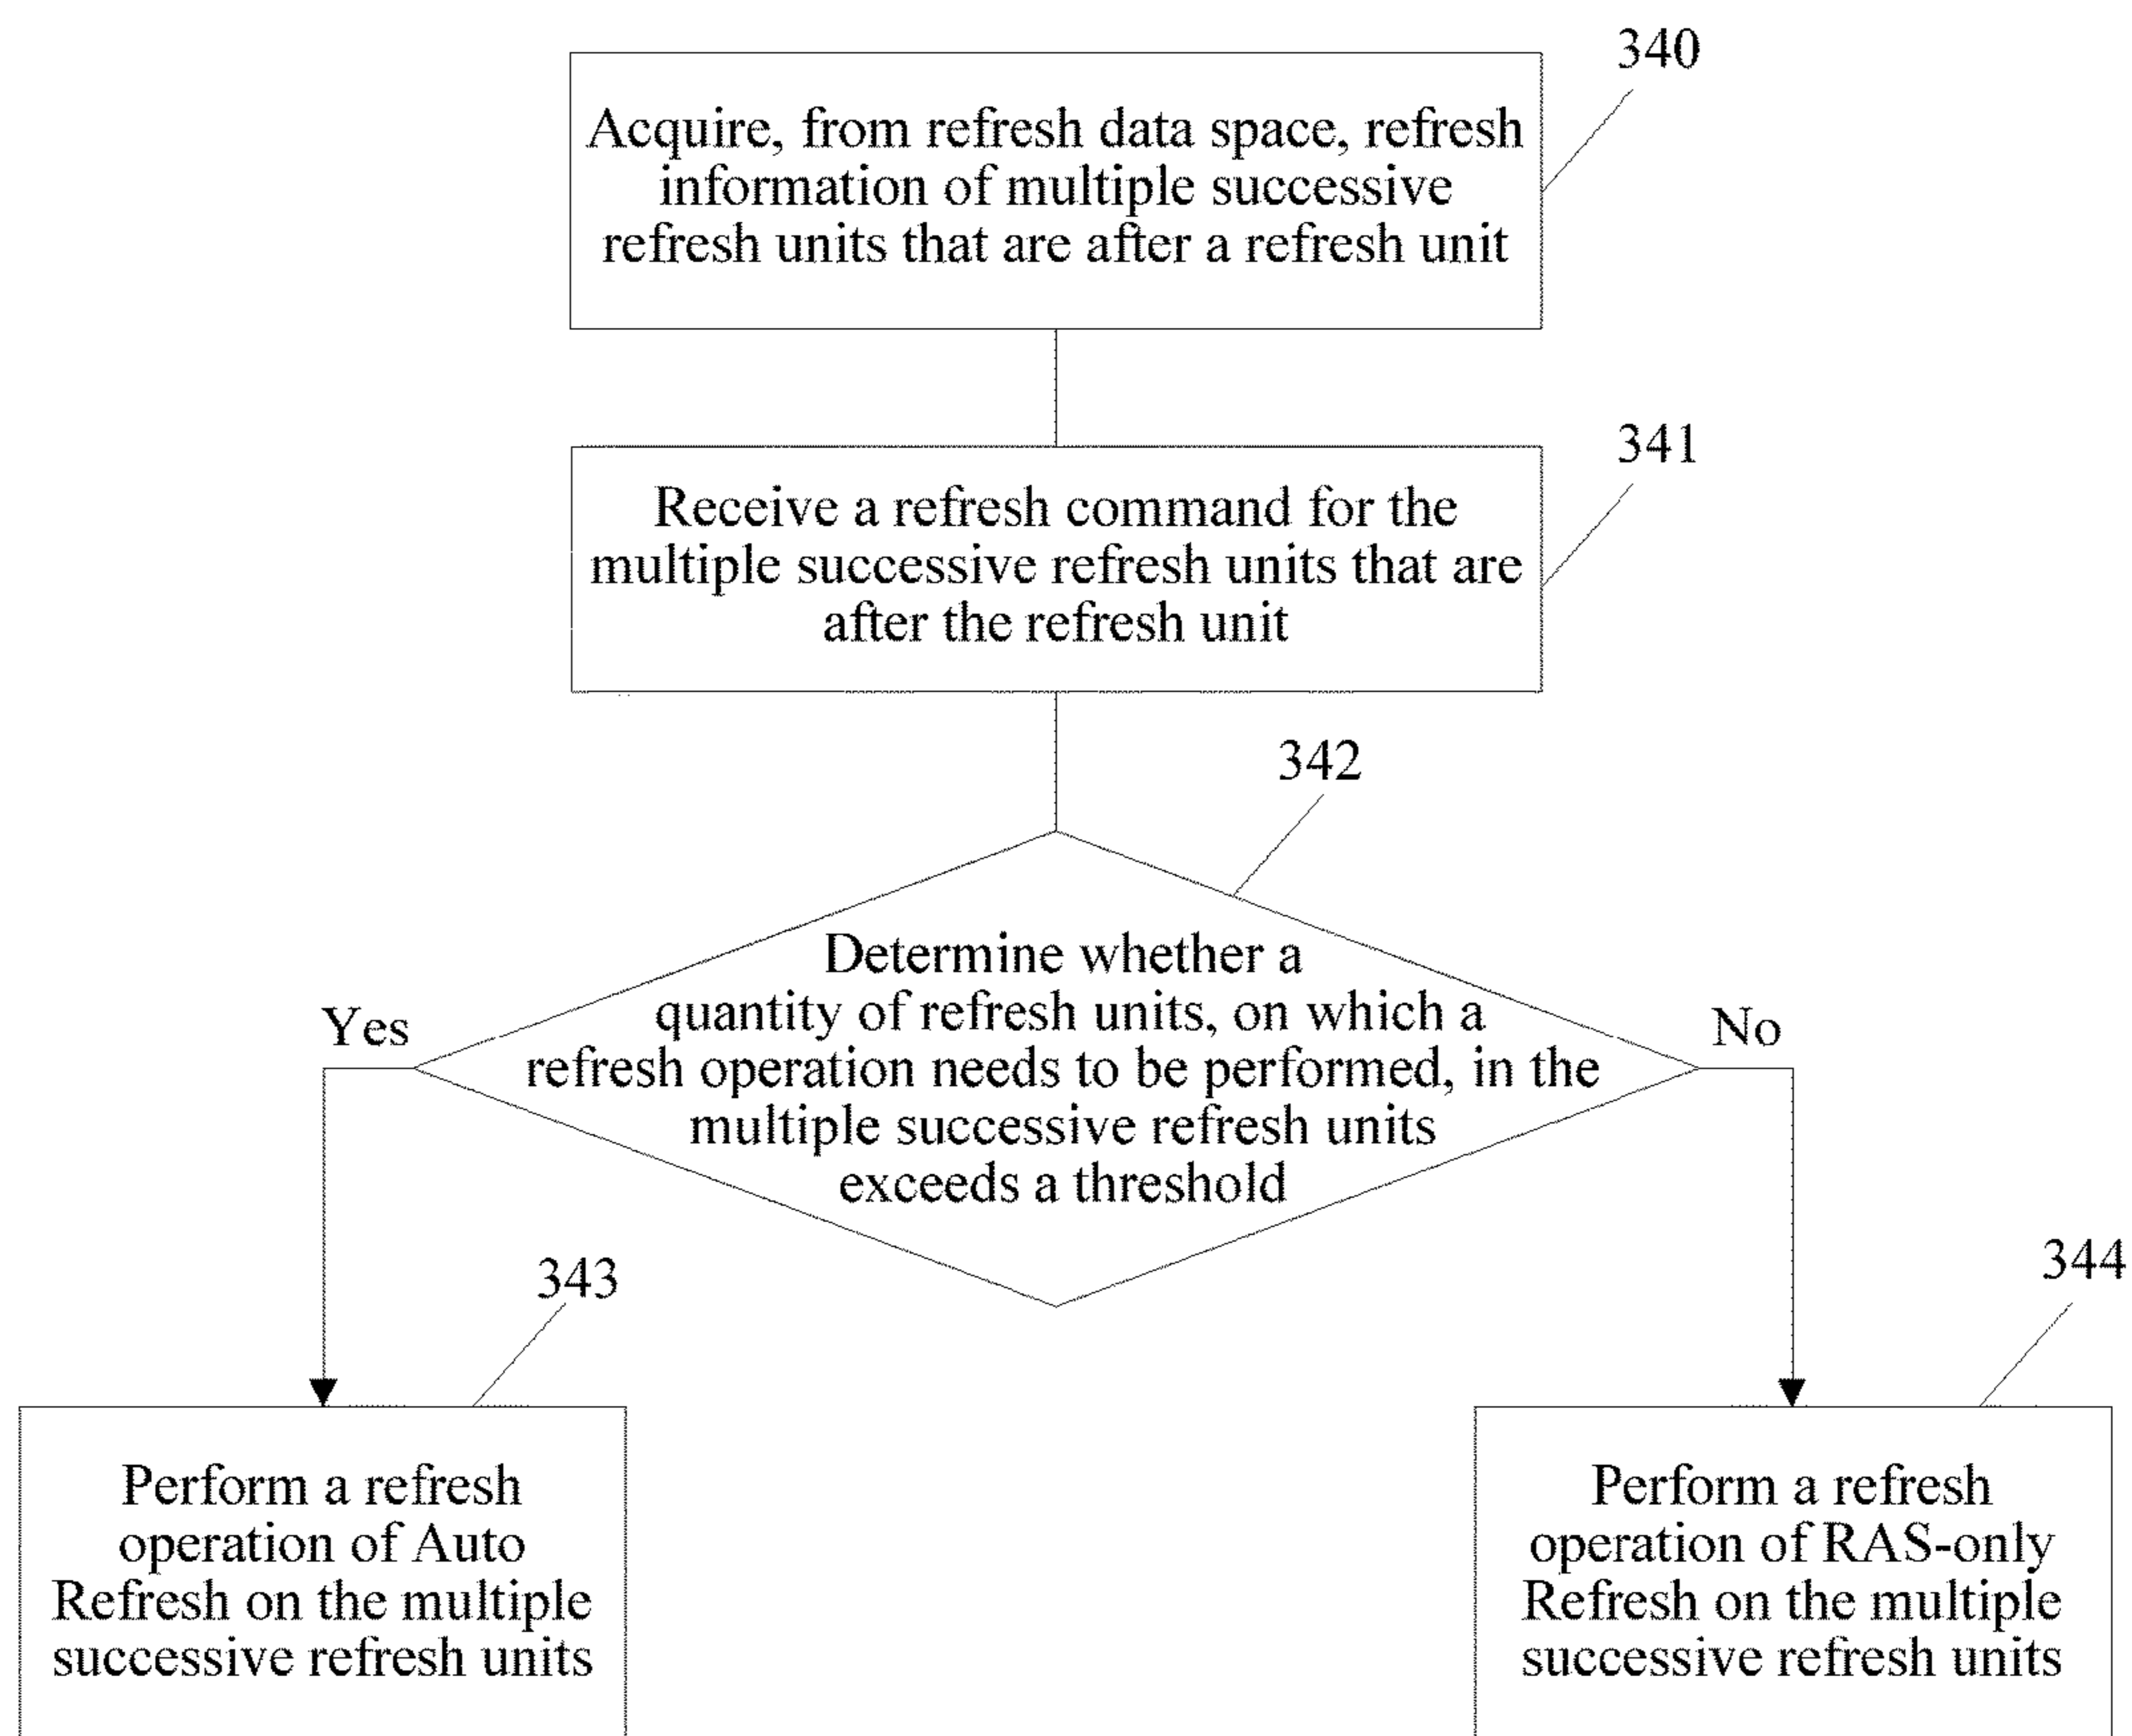 340
Acquire, from refresh data space, refresh
information of multiple successive
refresh units that are after a refresh unit
341
Receive a refresh command for the
multiple successive refresh units that are
after the refresh unit
342
Determine whether a
quantity of refresh units, on which a
refresh operation needs to be performed, in the
multiple successive refresh units
exceeds a threshold
Yes
No
343
Perform a refresh
operation of Auto
Refresh on the multiple
successive refresh units
344
Perform a refresh
operation of RAS-only
Refresh on the multiple
successive refresh units